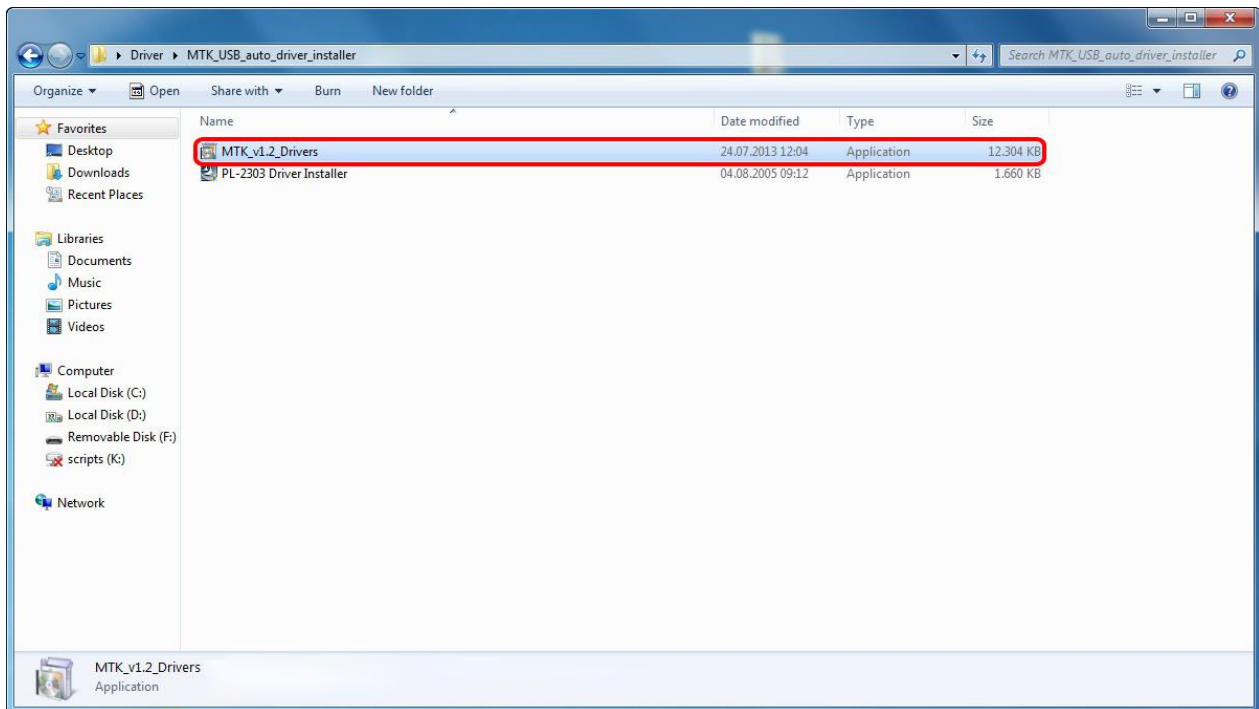 Driver ▸ MTK_USB_auto_driver_installer
Search MTK_USB_auto_driver_installer
Organize Open Share with Burn New folder
Favorites
Desktop
Downloads
Recent Places
Libraries
Documents
Music
Pictures
Videos
Computer
Local Disk (C:)
Local Disk (D:)
Removable Disk (F:)
scripts (K:)
Network
Name Date modified Type Size
MTK_v1.2_Drivers 24.07.2013 12:04 Application 12.304 KB
PL-2303 Driver Installer 04.08.2005 09:12 Application 1.660 KB
MTK_v1.2_Drivers
Application